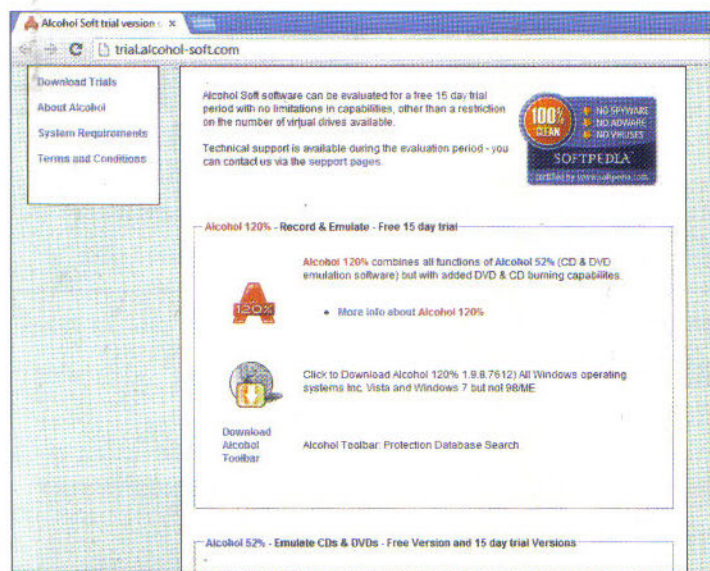 Alcohol Soft trial version
trial.alcohol-soft.com
Download Trials
About Alcohol
System Requirements
Terms and Conditions
Alcohol Soft software can be evaluated for a free 15 day trial
period with no limitations in capabilities, other than a restriction
on the number of virtual drives available.
Technical support is available during the evaluation period - you
can contact us via the support pages.
100%
CLEAN
NO SPYWARE
NO ADWARE
NO VIRUSES
SOFTPEDIA
certified by www.softpedia.com
Alcohol 120% - Record & Emulate - Free 15 day trial
Alcohol 120% combines all functions of Alcohol 52% (CD & DVD
emulation software) but with added DVD & CD burning capabilites.
120%
• More info about Alcohol 120%
Click to Download Alcohol 120% 1.9.8.7612) All Windows operating
systems Inc. Vista and Windows 7 but not 98/ME
Download
Alcohol
Toolbar
Alcohol Toolbar: Protection Database Search
Alcohol 52% - Emulate CDs & DVDs - Free Version and 15 day trial Versions